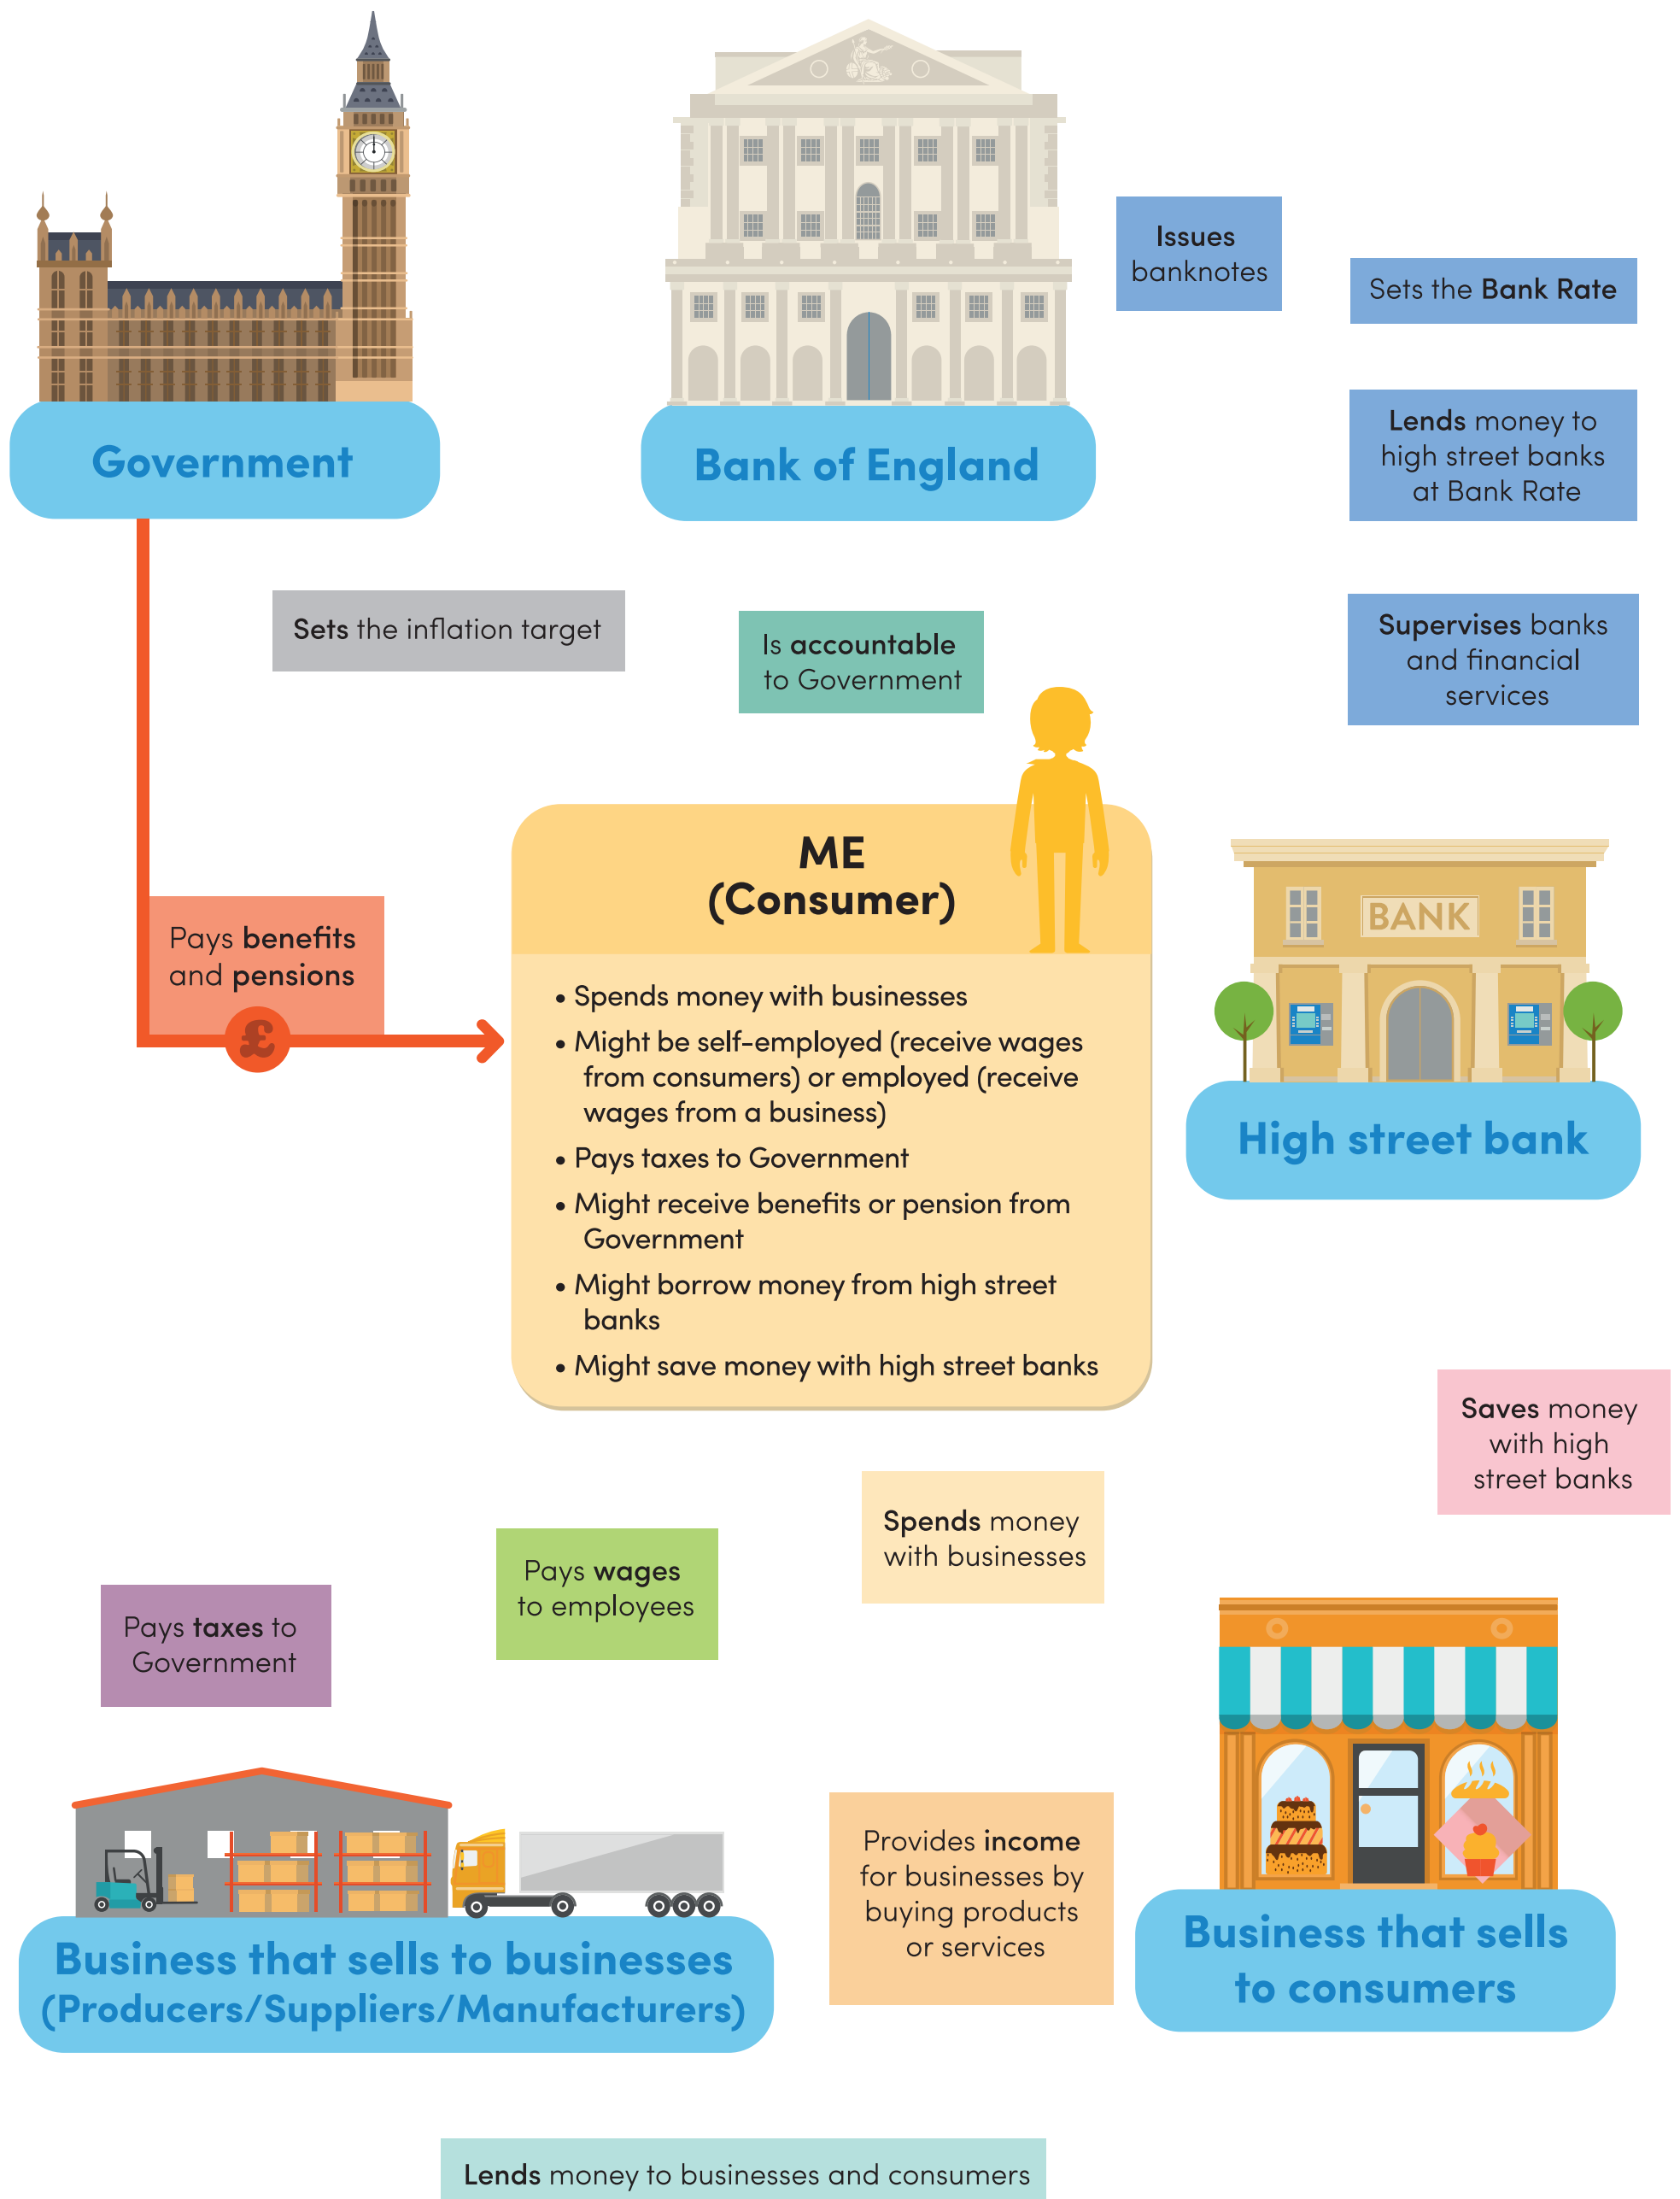 Issues
banknotes
Sets the Bank Rate
Lends money to
high street banks
at Bank Rate
Government
Bank of England
Sets the inflation target
Is accountable
to Government
Supervises banks
and financial
services
ME
(Consumer)
BANK
Pays benefits
and pensions
£
• Spends money with businesses
• Might be self-employed (receive wages
from consumers) or employed (receive
wages from a business)
• Pays taxes to Government
• Might receive benefits or pension from
Government
• Might borrow money from high street
banks
• Might save money with high street banks
High street bank
Saves money
with high
street banks
Spends money
with businesses
Pays wages
to employees
Pays taxes to
Government
Provides income
for businesses by
buying products
or services
Business that sells to businesses
(Producers/Suppliers/Manufacturers)
Business that sells
to consumers
Lends money to businesses and consumers